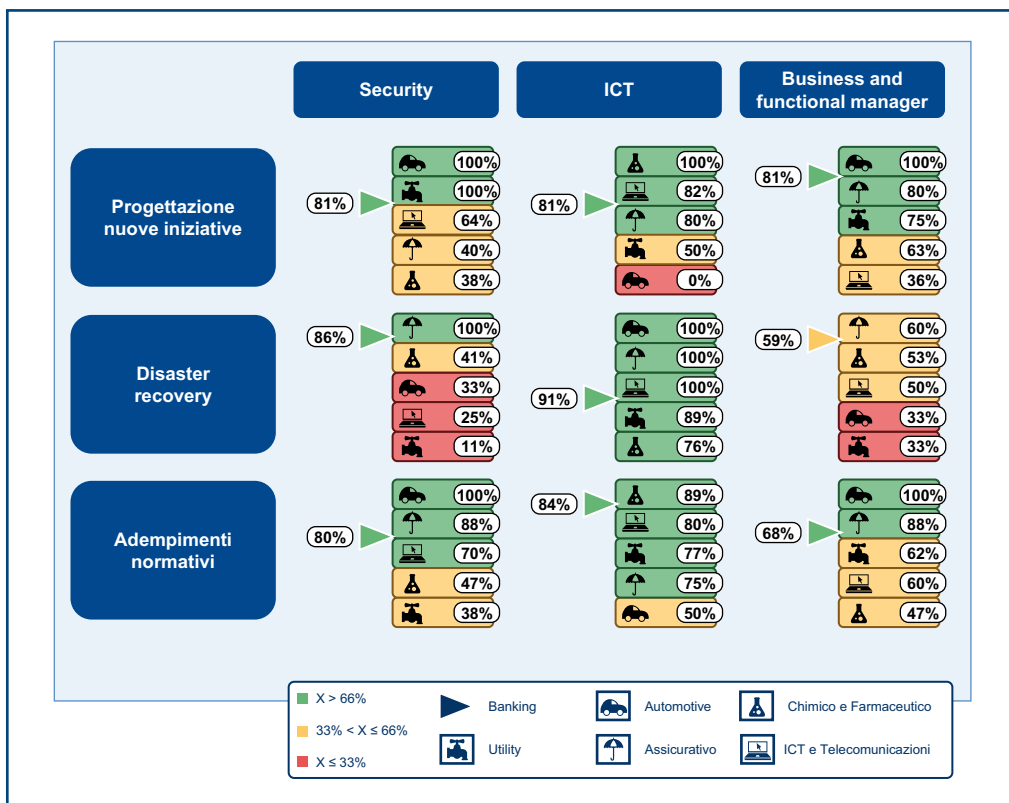 Security
ICT
Business and
functional manager
Progettazione
nuove iniziative
81%
100%
100%
64%
40%
38%
81%
100%
82%
80%
50%
0%
81%
100%
80%
75%
63%
36%
Disaster
recovery
86%
100%
41%
33%
25%
11%
91%
100%
100%
100%
89%
76%
59%
60%
53%
50%
33%
33%
Adempimenti
normativi
80%
100%
88%
70%
47%
38%
84%
89%
80%
77%
75%
50%
68%
100%
88%
62%
60%
47%
X > 66%
33% < X ≤ 66%
X ≤ 33%
Banking
Automotive
Chimico e Farmaceutico
Utility
Assicurativo
ICT e Telecomunicazioni